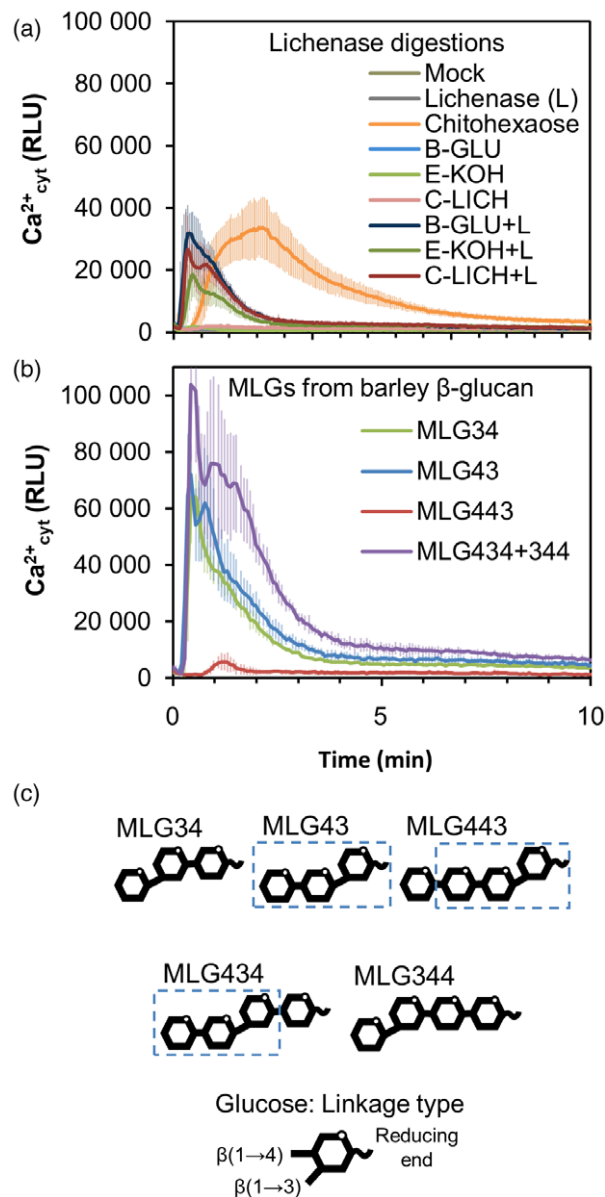 (a)
100 000
80 000
60 000
40 000
20 000
0
Ca²⁺cyt (RLU)
Lichenase digestions
Mock
Lichenase (L)
Chitohexaose
B-GLU
E-KOH
C-LICH
B-GLU+L
E-KOH+L
C-LICH+L
(b)
100 000
80 000
60 000
40 000
20 000
0
Ca²⁺cyt (RLU)
MLGs from barley β-glucan
MLG34
MLG43
MLG443
MLG434+344
0 5 10
Time (min)
(c)
MLG34 MLG43 MLG443
MLG434 MLG344
Glucose: Linkage type
β(1→4)
β(1→3)
Reducing
end